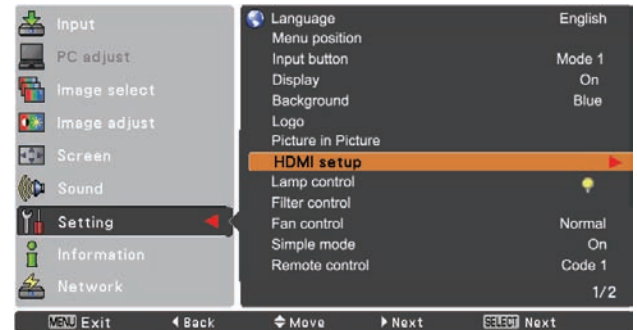 Input
PC adjust
Image select
Image adjust
Screen
Sound
Setting
Information
Network
Language English
Menu position
Input button Mode 1
Display On
Background Blue
Logo
Picture in Picture
HDMI setup
Lamp control
Filter control
Fan control Normal
Simple mode On
Remote control Code 1
1/2
MENU Exit Back Move Next SELECT Next